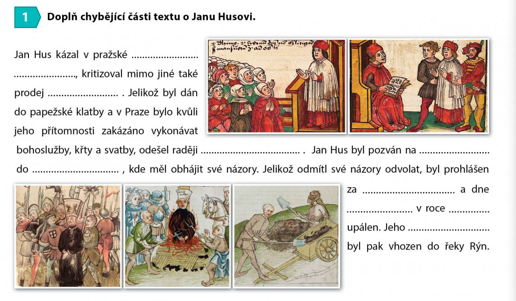 1 Doplň chybějící části textu o Janu Husovi.
Jan Hus kázal v pražské ..........................
........................, kritizoval mimo jiné také
prodej ........................... . Jelikož byl dán
do papežské klatby a v Praze bylo kvůli
jeho přítomnosti zakázáno vykonávat
bohoslužby, křty a svatby, odešel raději ...................................... . Jan Hus byl pozván na ...........................
do ................................. , kde měl obhájit své názory. Jelikož odmítl své názory odvolat, byl prohlášen
za ................................... a dne
......................... v roce ................
upálen. Jeho ...............................
byl pak vhozen do řeky Rýn.